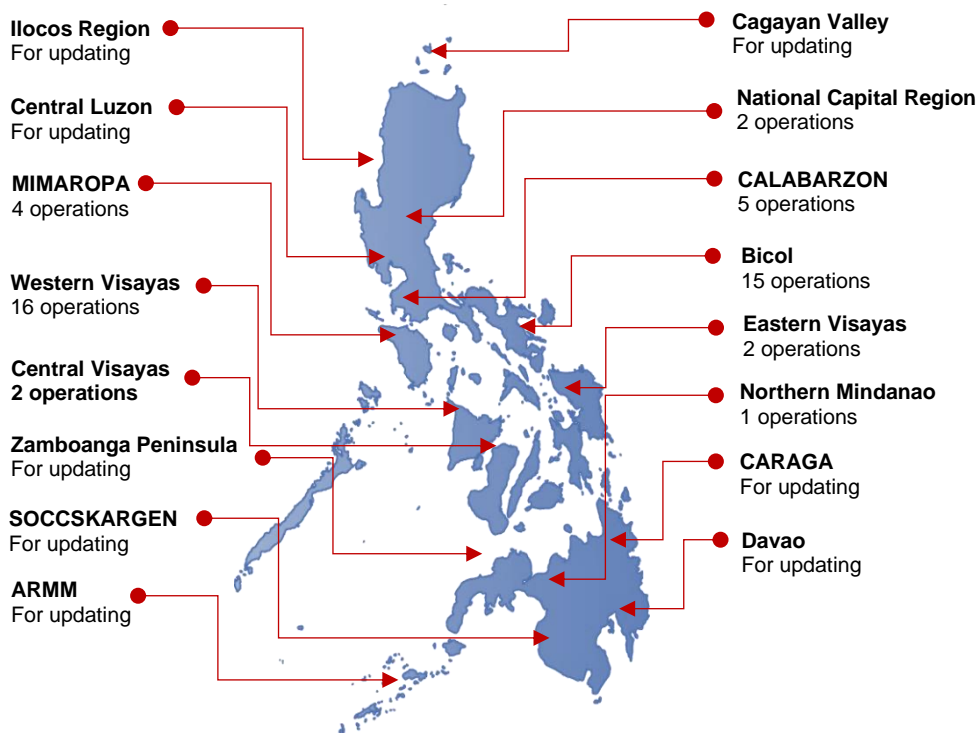 Ilocos Region
For updating
Central Luzon
For updating
MIMAROPA
4 operations
Western Visayas
16 operations
Central Visayas
2 operations
Zamboanga Peninsula
For updating
SOCCSKARGEN
For updating
ARMM
For updating
Cagayan Valley
For updating
National Capital Region
2 operations
CALABARZON
5 operations
Bicol
15 operations
Eastern Visayas
2 operations
Northern Mindanao
1 operations
CARAGA
For updating
Davao
For updating